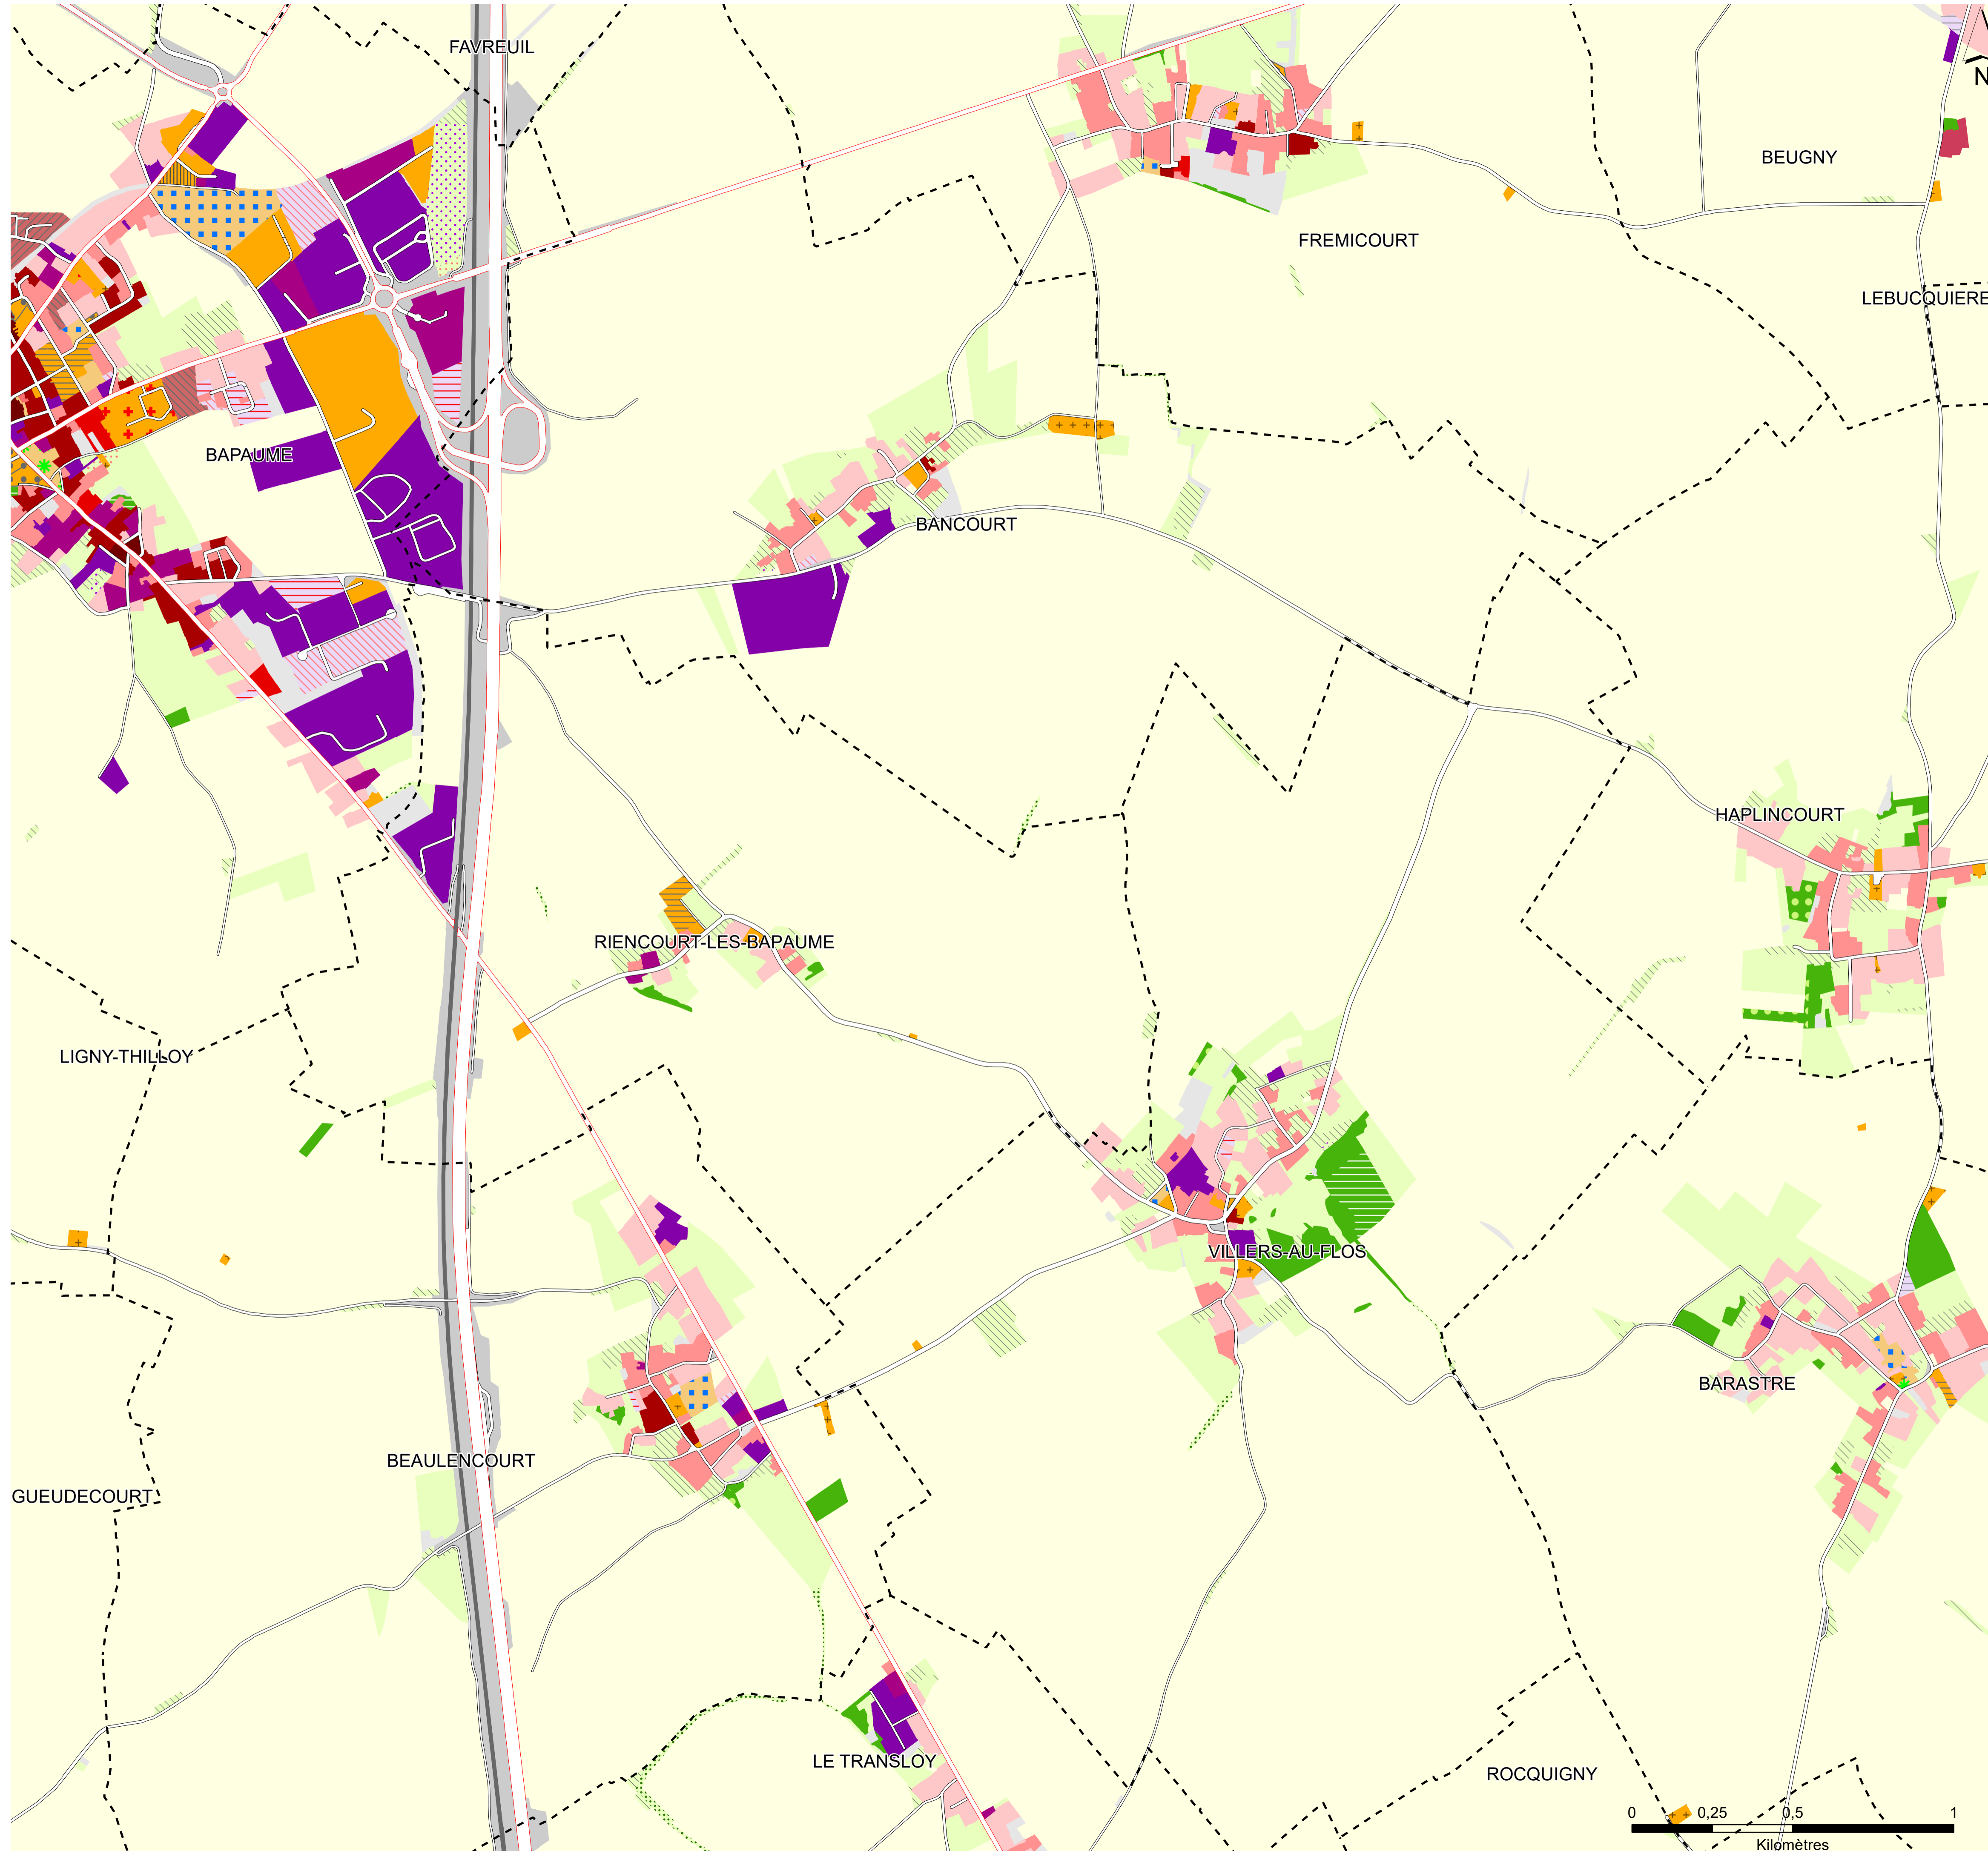 FAVREUIL
N
BEUGNY
FREMICOURT
LEBUCQUIERE
BAPAUME
BANCOURT
HAPLINCOURT
RIENCOURT-LES-BAPAUME
LIGNY-THILLOY
VILLERS-AU-FLOS
BARASTRE
BEAULENCOURT
GUEUDECOURT
LE TRANSLOY
ROCQUIGNY
0 0,25 0,5 1
Kilomètres